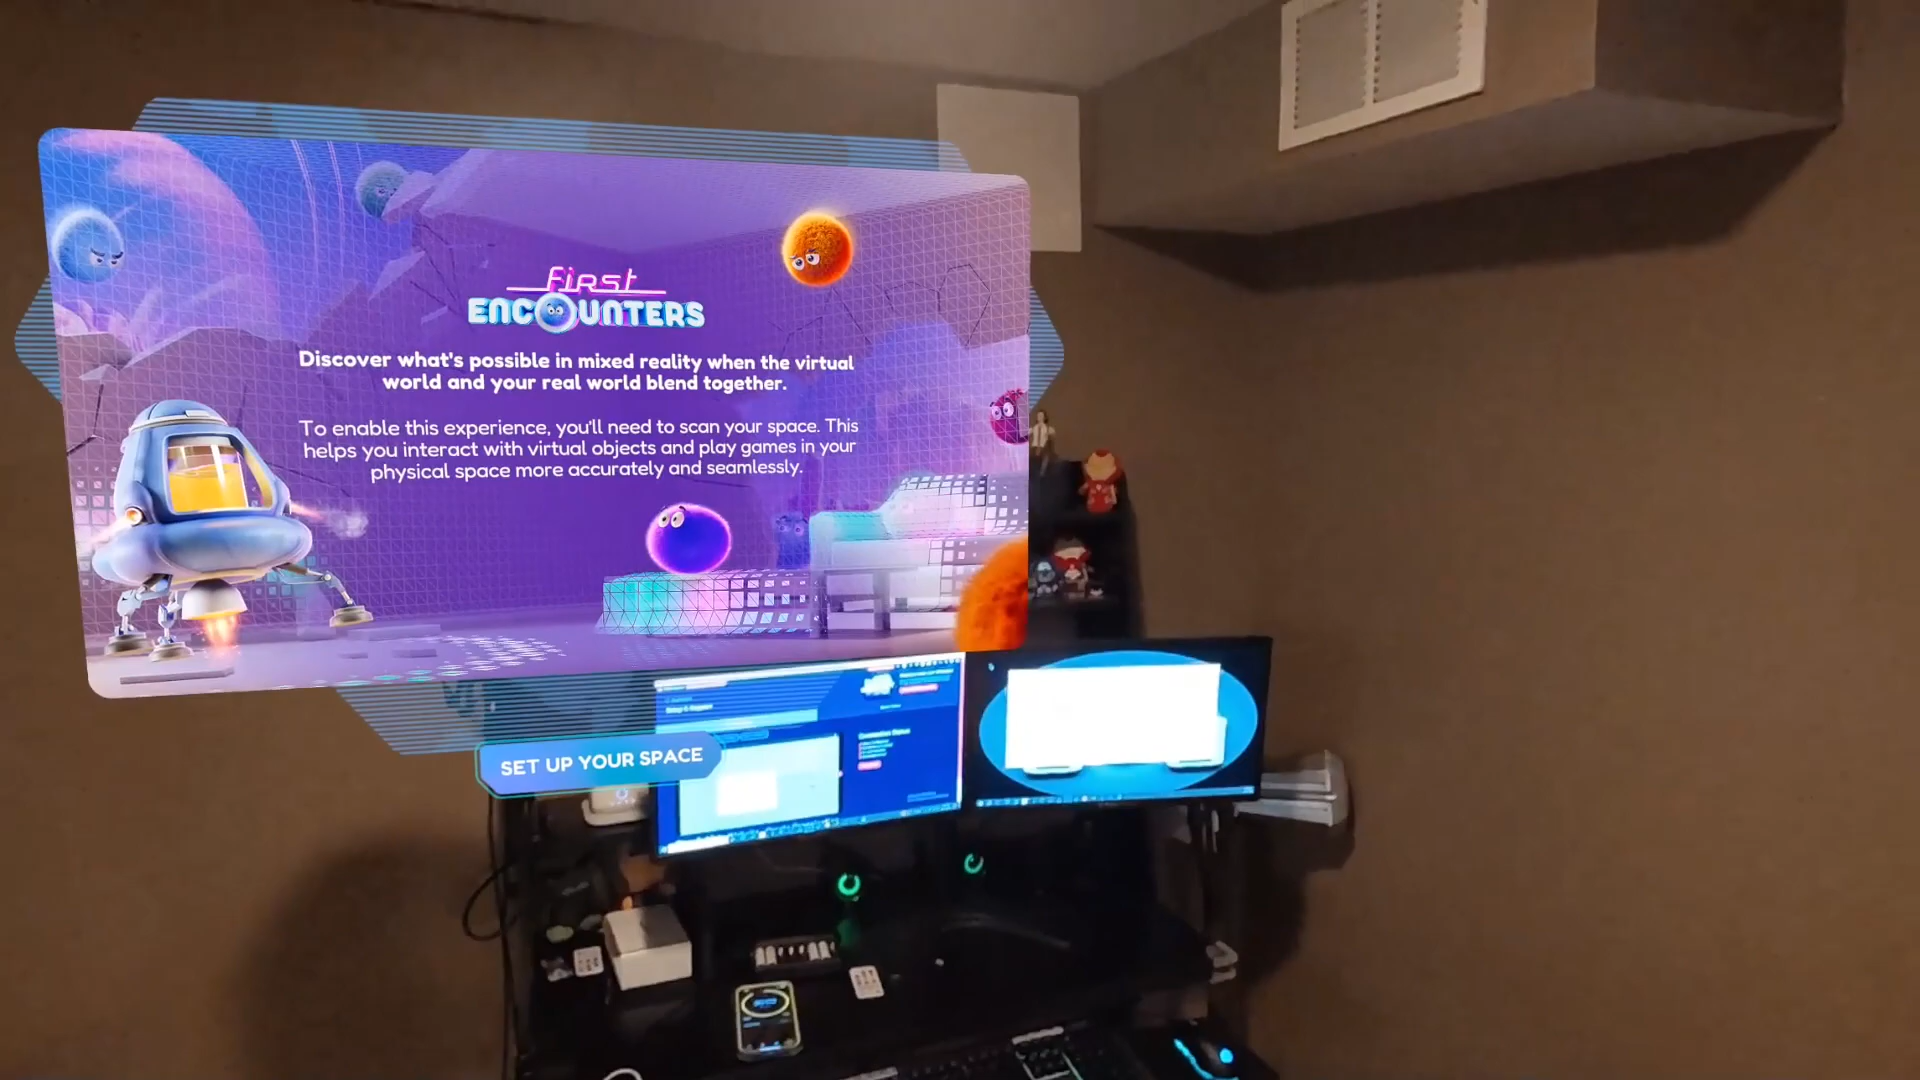 First
ENCOUNTERS
Discover what's possible in mixed reality when the virtual
world and your real world blend together.
To enable this experience, you'll need to scan your space. This
helps you interact with virtual objects and play games in your
physical space more accurately and seamlessly.
SET UP YOUR SPACE